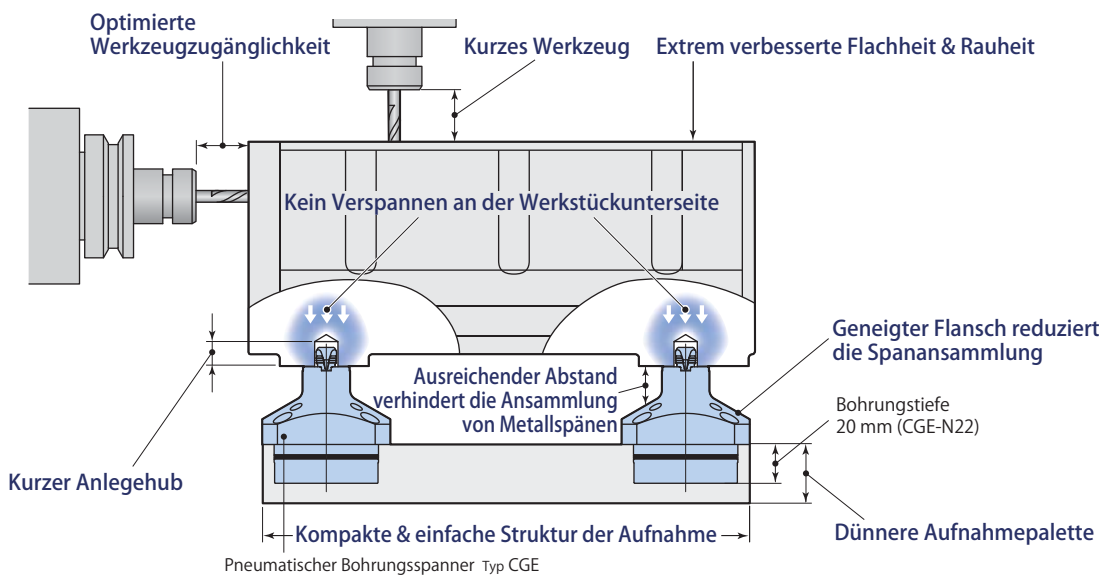 Optimierte
Werkzeugzugänglichkeit
Kurzes Werkzeug
Extrem verbesserte Flachheit & Rauheit
Kein Verspannen an der Werkstückunterseite
Geneigter Flansch reduziert
die Spanansammlung
Ausreichender Abstand
verhindert die Ansammlung
von Metallspänen
Bohrungstiefe
20 mm (CGE-N22)
Kurzer Anlegehub
Kompakte & einfache Struktur der Aufnahme
Dünnere Aufnahmepalette
Pneumatischer Bohrungsspanner Typ CGE